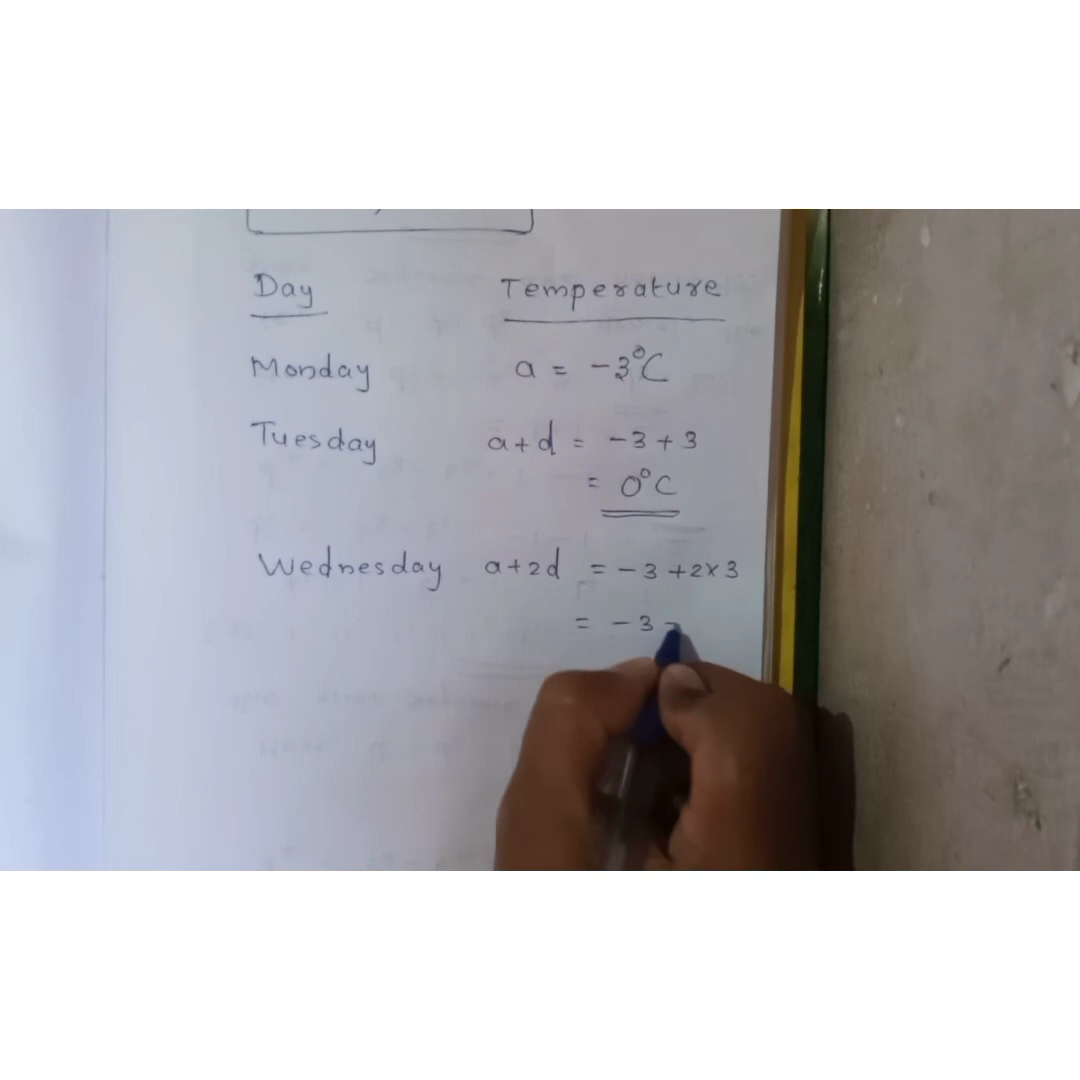 Day Temperature
Monday a = -3°C
Tuesday a+d = -3+3
= 0°C
Wednesday a+2d = -3+2×3
= -3 -